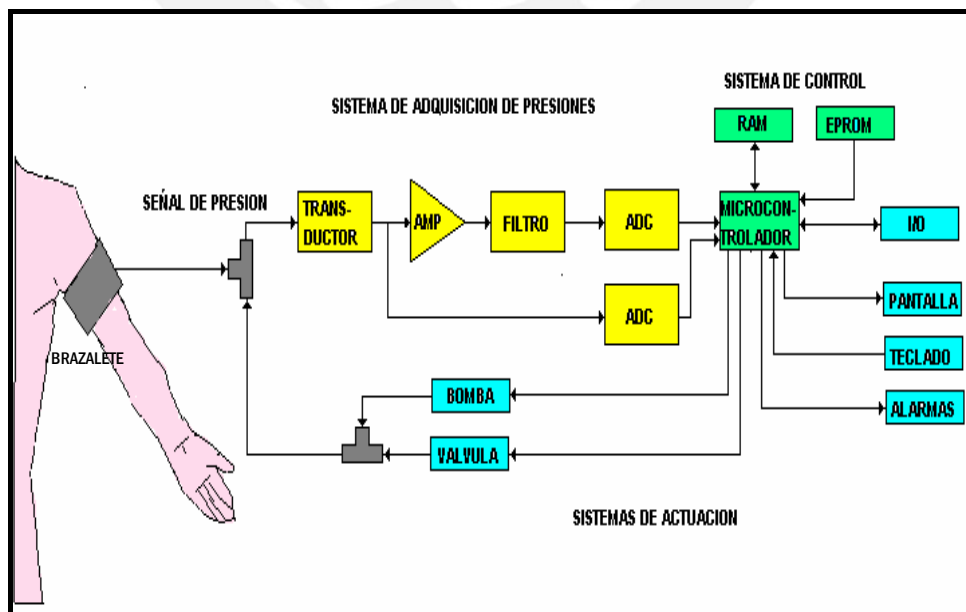 SISTEMA DE CONTROL
SISTEMA DE ADQUISICION DE PRESIONES
RAM
EPROM
SEÑAL DE PRESION
TRANS-
DUCTOR
AMP
FILTRO
ADC
MICROCON-
TROLADOR
I/O
ADC
PANTALLA
BRAZALETE
TECLADO
BOMBA
ALARMAS
VALVULA
SISTEMAS DE ACTUACION